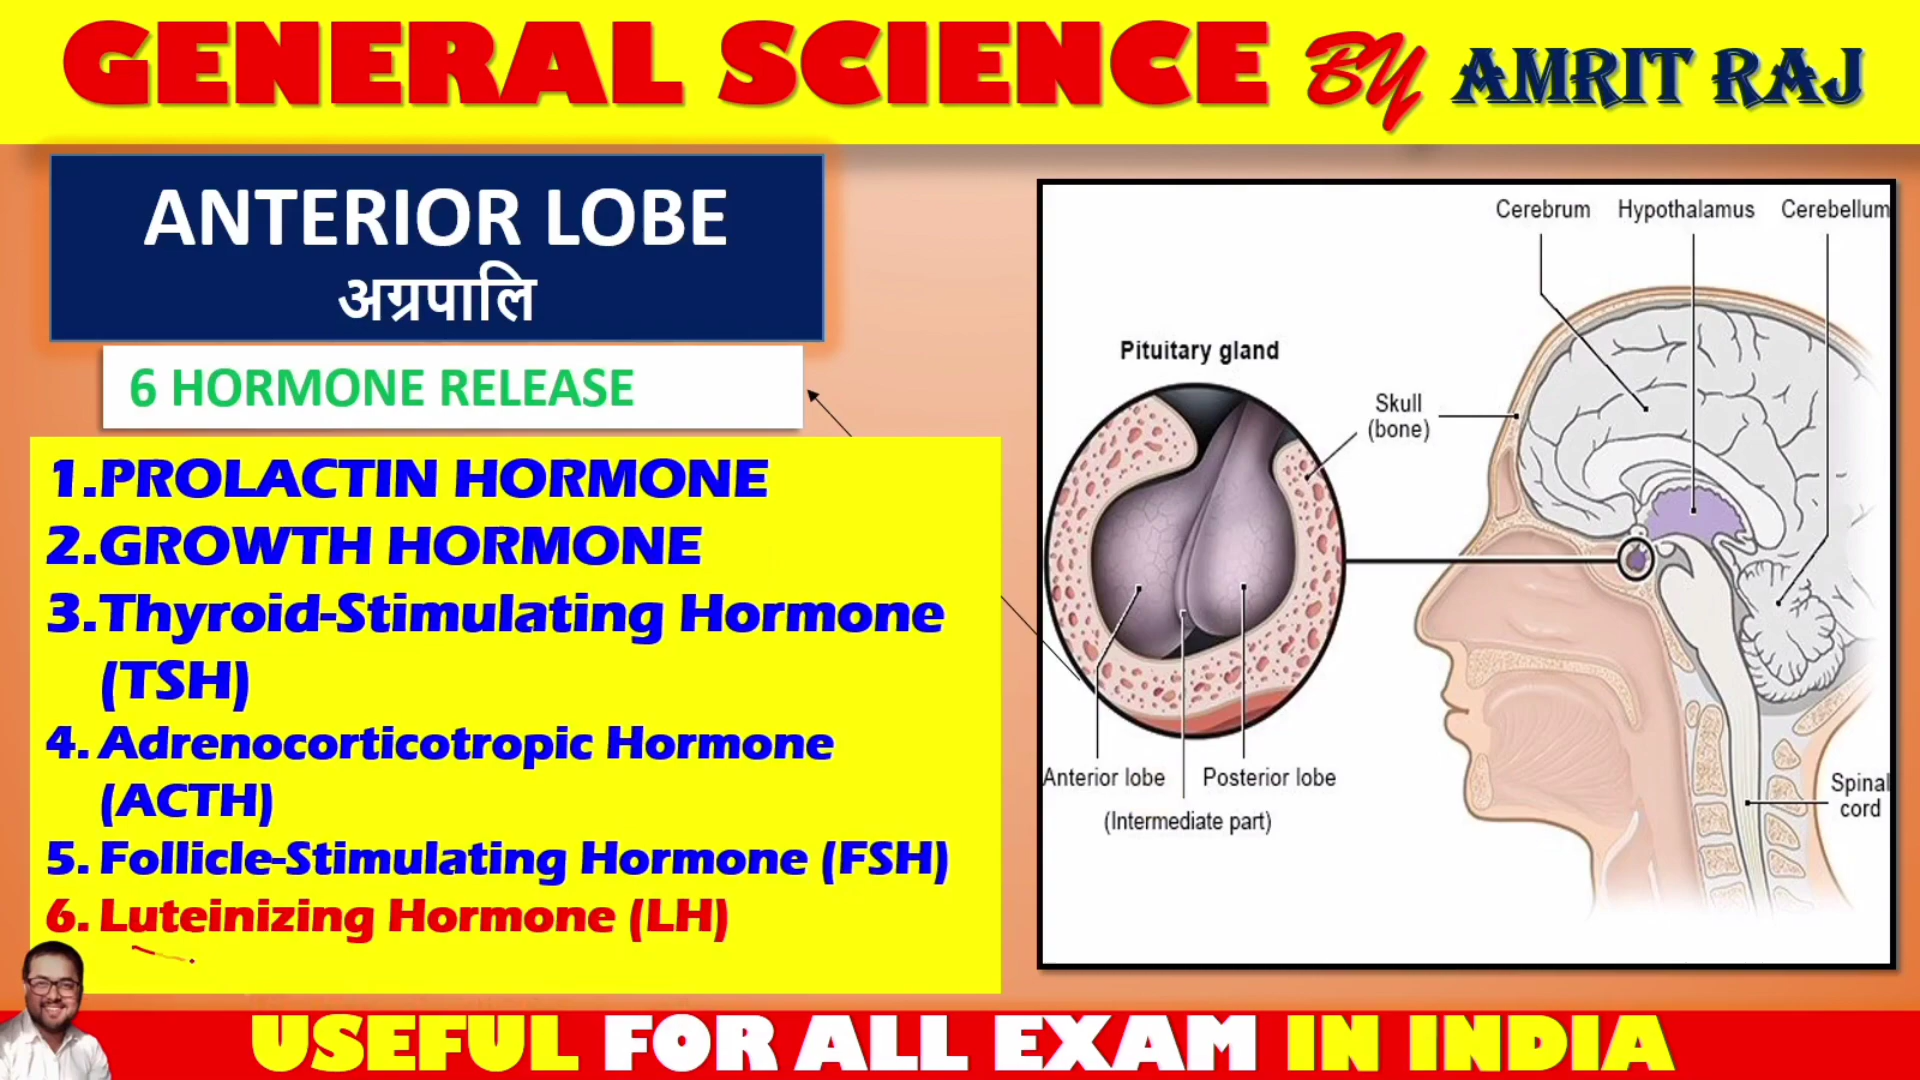 GENERAL SCIENCE BY AMRIT RAJ
ANTERIOR LOBE
अग्रपालि
6 HORMONE RELEASE
1.PROLACTIN HORMONE
2.GROWTH HORMONE
3.Thyroid-Stimulating Hormone
(TSH)
4. Adrenocorticotropic Hormone
(ACTH)
5. Follicle-Stimulating Hormone (FSH)
6. Luteinizing Hormone (LH)
Cerebrum Hypothalamus Cerebellum
Pituitary gland
Skull
(bone)
Anterior lobe Posterior lobe
(Intermediate part)
Spinal
cord
USEFUL FOR ALL EXAM IN INDIA